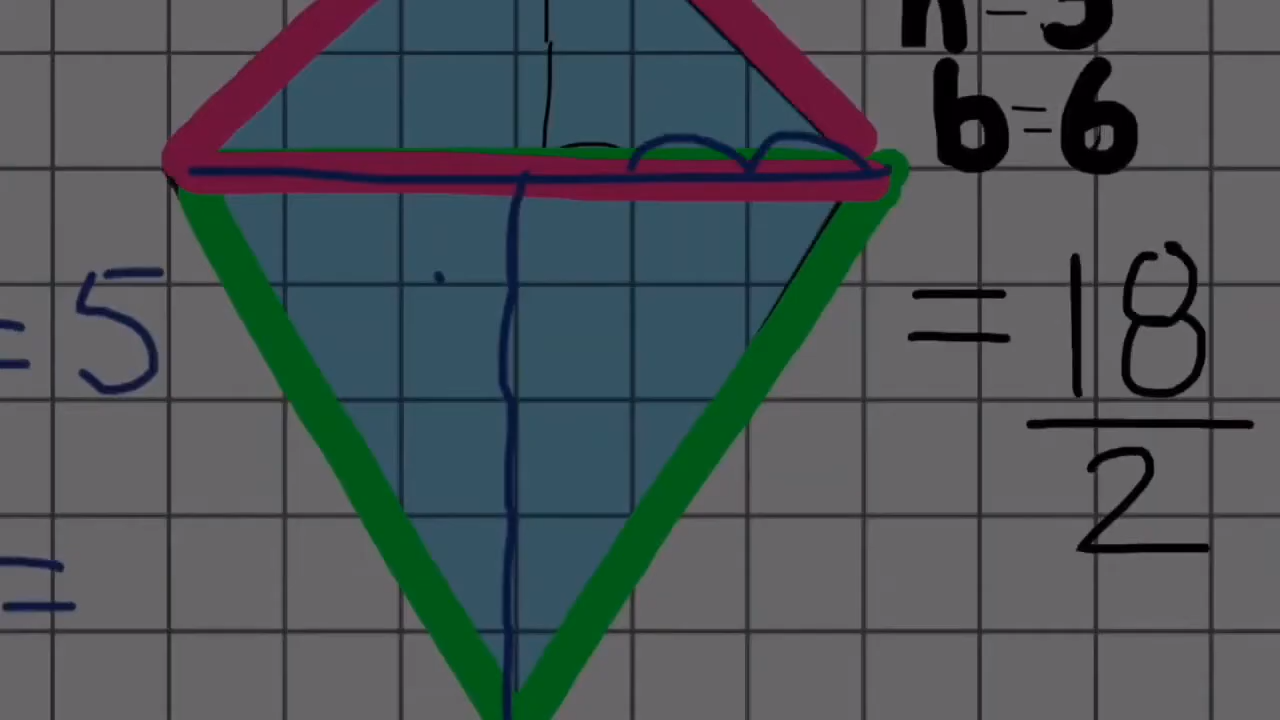 b=6
=5
= 18
2
=